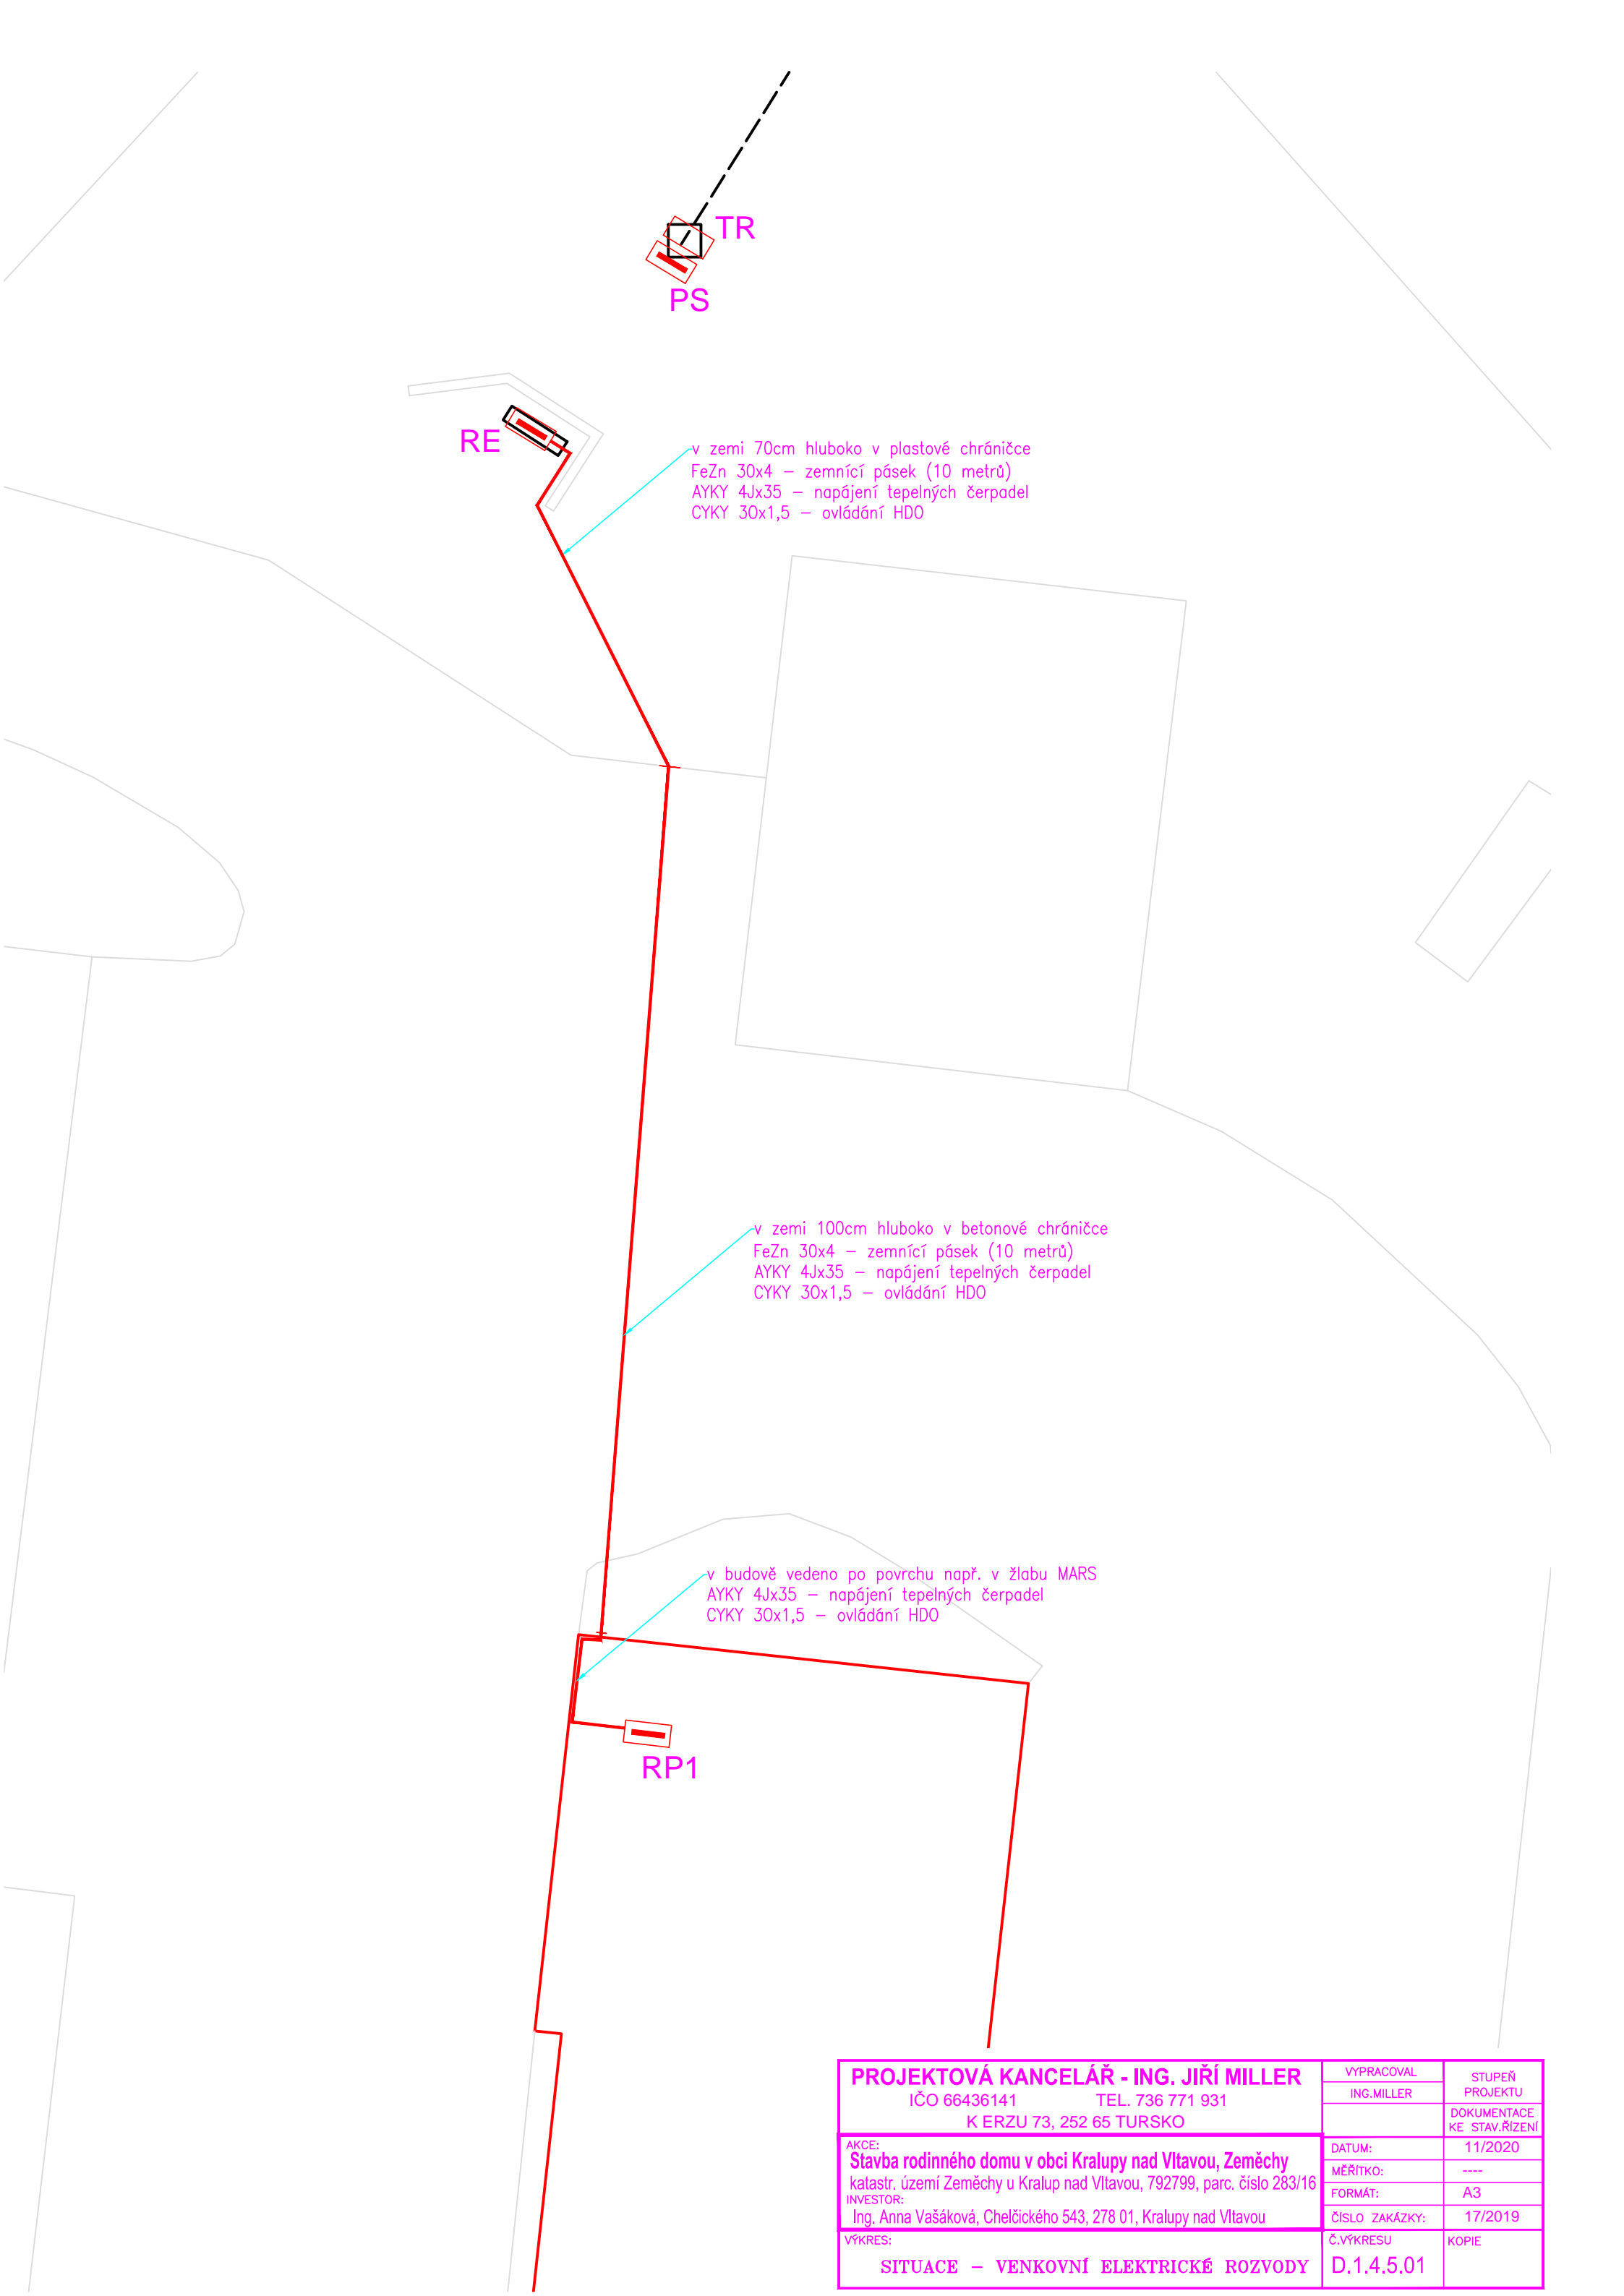 TR
PS
RE
v zemi 70cm hluboko v plastové chráničce
FeZn 30x4 – zemnící pásek (10 metrů)
AYKY 4Jx35 – napájení tepelných čerpadel
CYKY 3Ox1,5 – ovládání HDO
v zemi 100cm hluboko v betonové chráničce
FeZn 30x4 – zemnící pásek (10 metrů)
AYKY 4Jx35 – napájení tepelných čerpadel
CYKY 3Ox1,5 – ovládání HDO
v budově vedeno po povrchu např. v žlabu MARS
AYKY 4Jx35 – napájení tepelných čerpadel
CYKY 3Ox1,5 – ovládání HDO
RP1
PROJEKTOVÁ KANCELÁŘ - ING. JIŘÍ MILLER
IČO 66436141 TEL. 736 771 931
K ERZU 73, 252 65 TURSKO
VYPRACOVAL
ING.MILLER
STUPEŇ
PROJEKTU
DOKUMENTACE
KE STAV.ŘÍZENÍ
AKCE:
Stavba rodinného domu v obci Kralupy nad Vltavou, Zeměchy
katastr. území Zeměchy u Kralup nad Vltavou, 792799, parc. číslo 283/16
INVESTOR:
Ing. Anna Vašáková, Chelčického 543, 278 01, Kralupy nad Vltavou
DATUM: 11/2020
MĚŘÍTKO: ----
FORMÁT: A3
ČÍSLO ZAKÁZKY: 17/2019
VÝKRES:
SITUACE – VENKOVNÍ ELEKTRICKÉ ROZVODY
Č.VÝKRESU
D.1.4.5.01
KOPIE